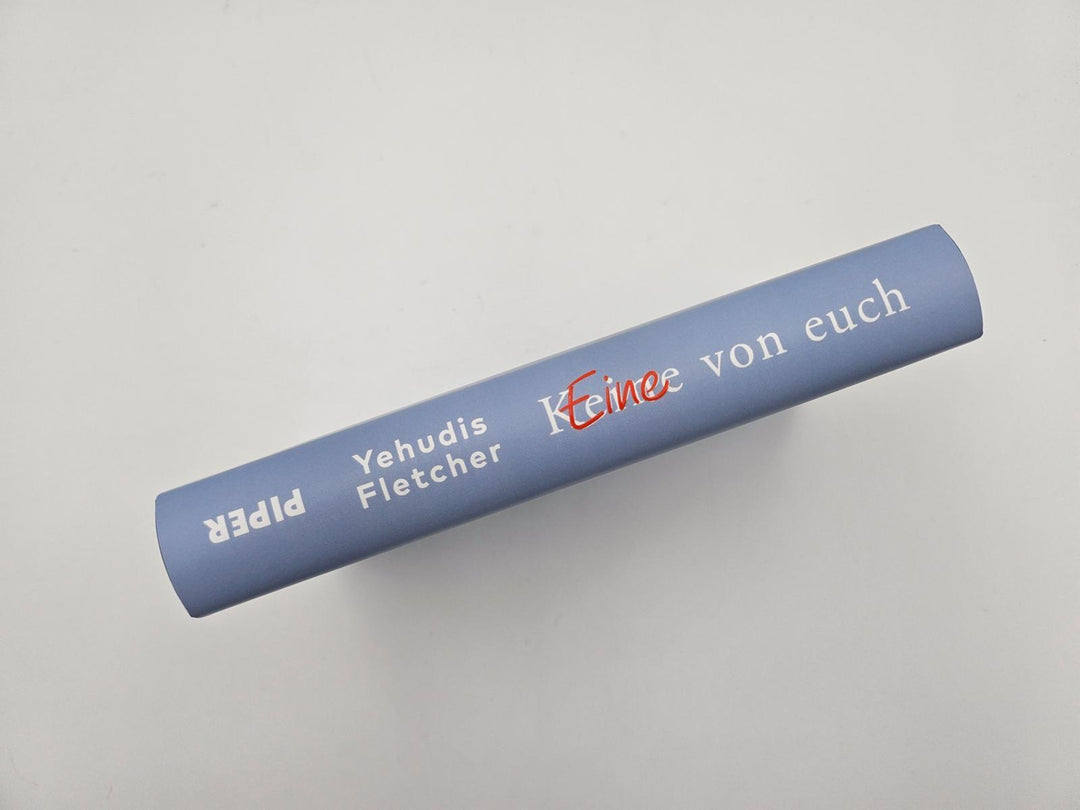 PIPER
Yehudis
Fletcher
Keine von euch
Eine